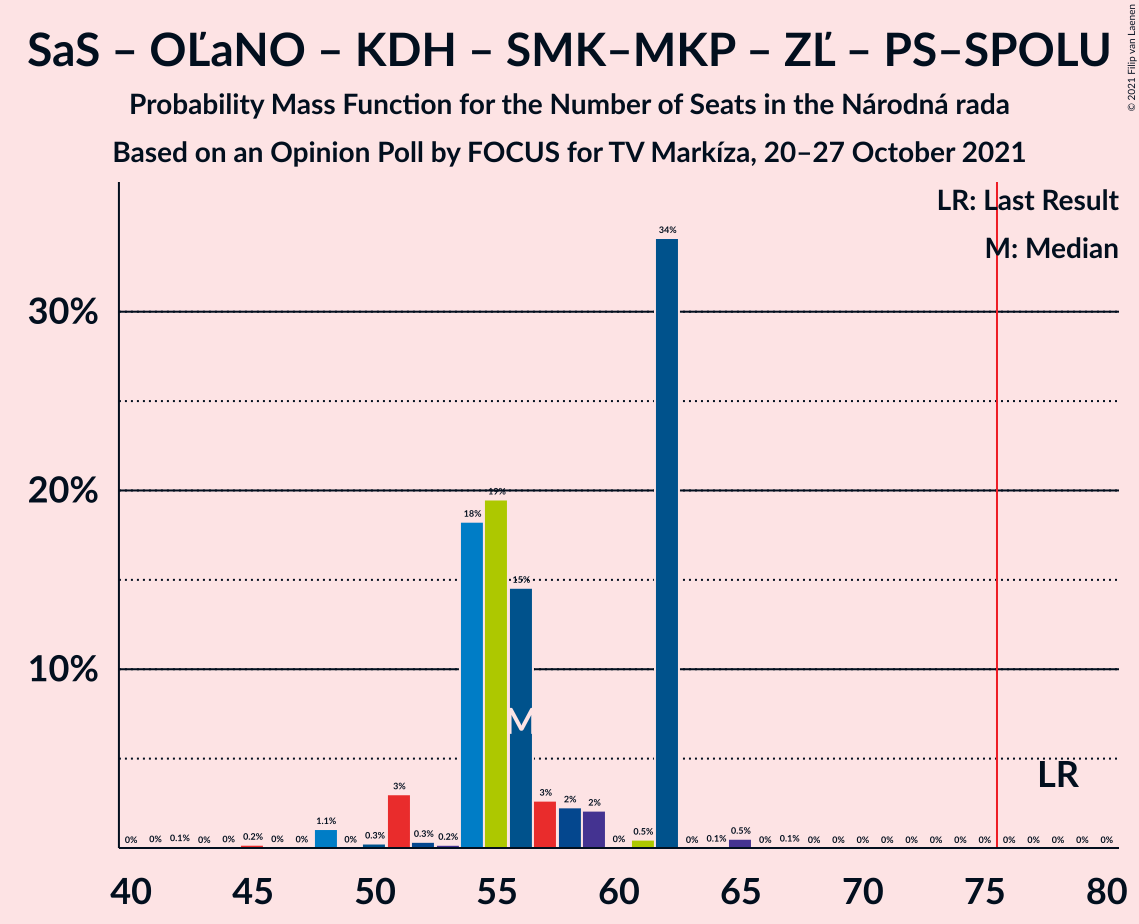 SaS – OĽaNO – KDH – SMK–MKP – ZĽ – PS–SPOLU
Probability Mass Function for the Number of Seats in the Národná rada
Based on an Opinion Poll by FOCUS for TV Markíza, 20–27 October 2021
© 2021 Filip van Laenen
LR: Last Result
M: Median
34%
30%
20%
19%
18%
15%
10%
M
LR
3%
3%
2%
2%
1.1%
0% 0% 0.1% 0% 0% 0.2% 0% 0% 0% 0.3% 0.3% 0.2% 0% 0.5% 0% 0.1% 0.5% 0% 0.1% 0% 0% 0% 0% 0% 0% 0% 0% 0% 0% 0% 0% 0%
40 45 50 55 60 65 70 75 80